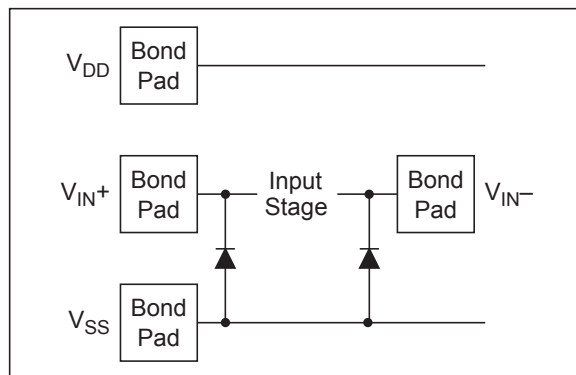 V_DD
Bond
Pad
V_IN+
Bond
Pad
Input
Stage
Bond
Pad
V_IN–
V_SS
Bond
Pad